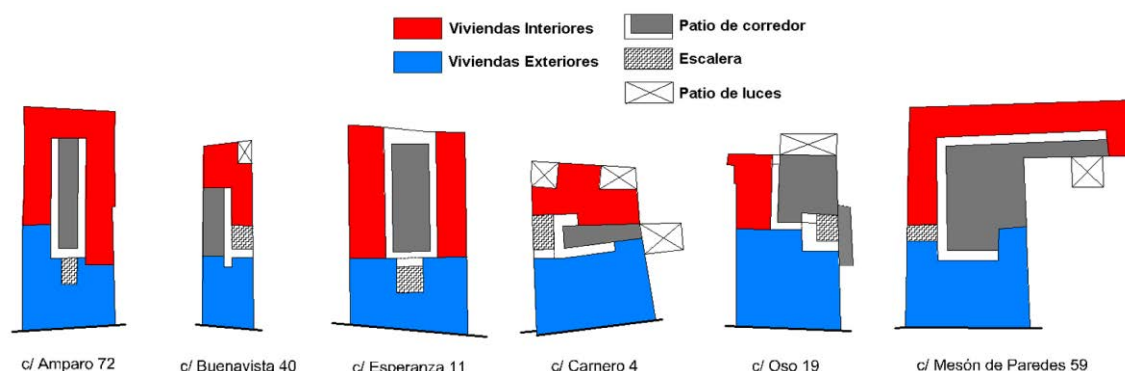 Viviendas Interiores
Viviendas Exteriores
Patio de corredor
Escalera
Patio de luces
c/ Amparo 72
c/ Buenavista 40
c/ Esperanza 11
c/ Carnero 4
c/ Oso 19
c/ Mesón de Paredes 59